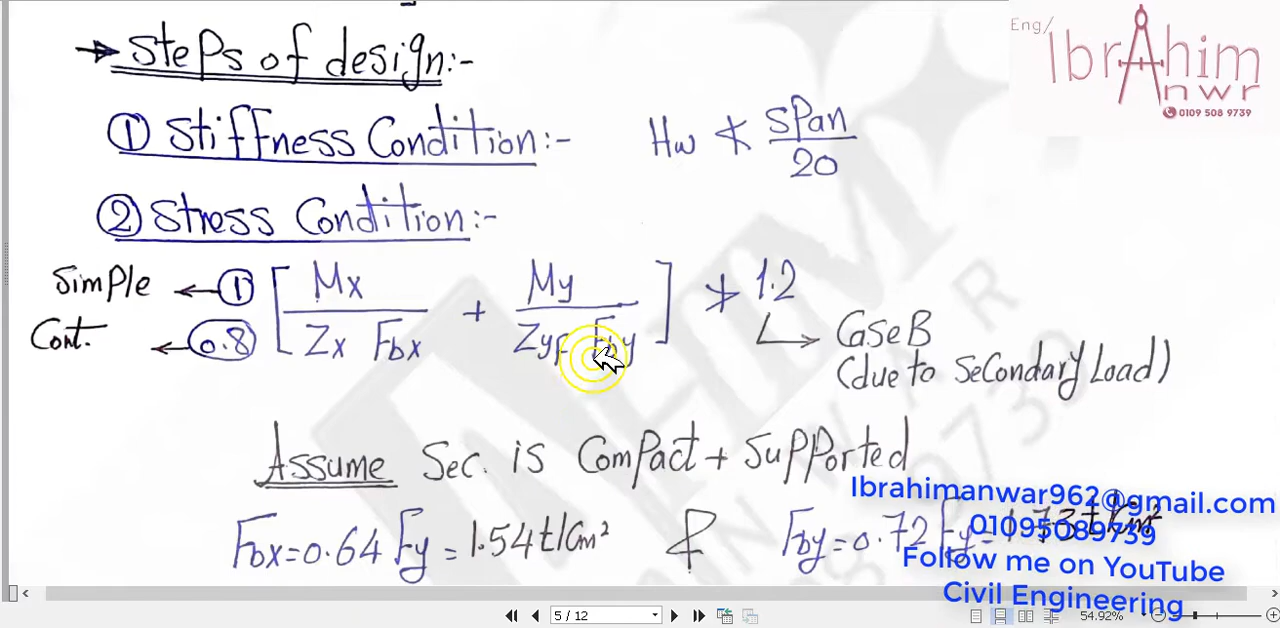 Eng/
IbrAhim
Anwr
0109 508 9739
→ Steps of design:-
① Stiffness Condition:- Hw ≮ Span/20
② Stress Condition:-
Simple ← ① [ Mx / Zx Fbx + My / Zyf Fby ] ≯ 1.2
Cont. ← 0.8
Case B
(due to Secondary Load)
Assume Sec. is Compact + Supported
Fbx = 0.64 Fy = 1.54 t/cm² & Fby = 0.72 Fy =
Ibrahimanwar962@gmail.com
01095089739
Follow me on YouTube
Civil Engineering
5 / 12
54.92%